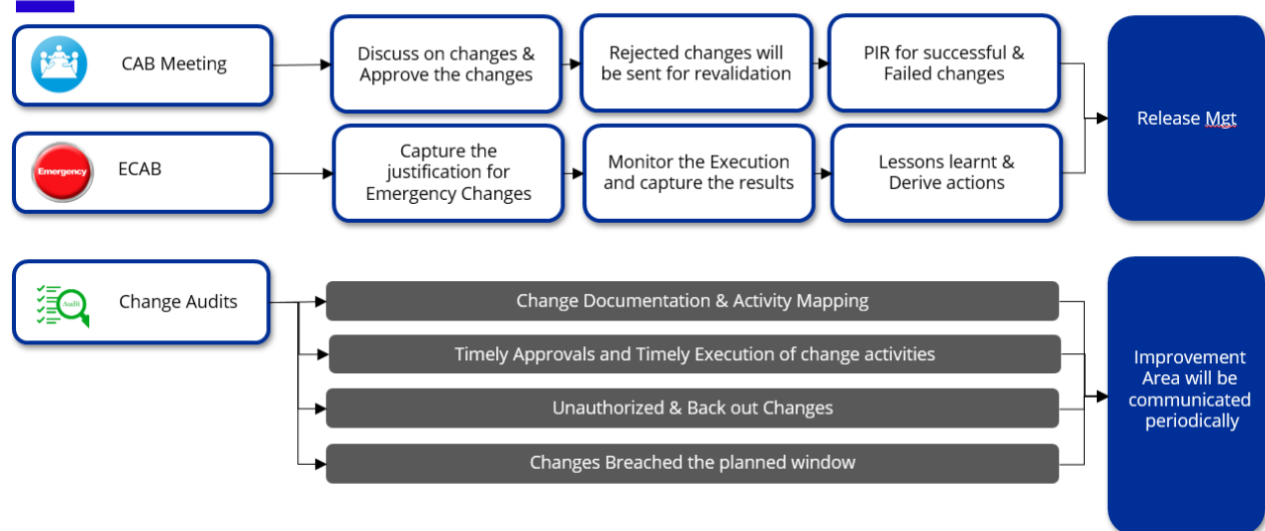 CAB Meeting
Discuss on changes &
Approve the changes
Rejected changes will
be sent for revalidation
PIR for successful &
Failed changes
Release Mgt
Emergency
ECAB
Capture the
justification for
Emergency Changes
Monitor the Execution
and capture the results
Lessons learnt &
Derive actions
Audit
Change Audits
Change Documentation & Activity Mapping
Timely Approvals and Timely Execution of change activities
Unauthorized & Back out Changes
Changes Breached the planned window
Improvement
Area will be
communicated
periodically